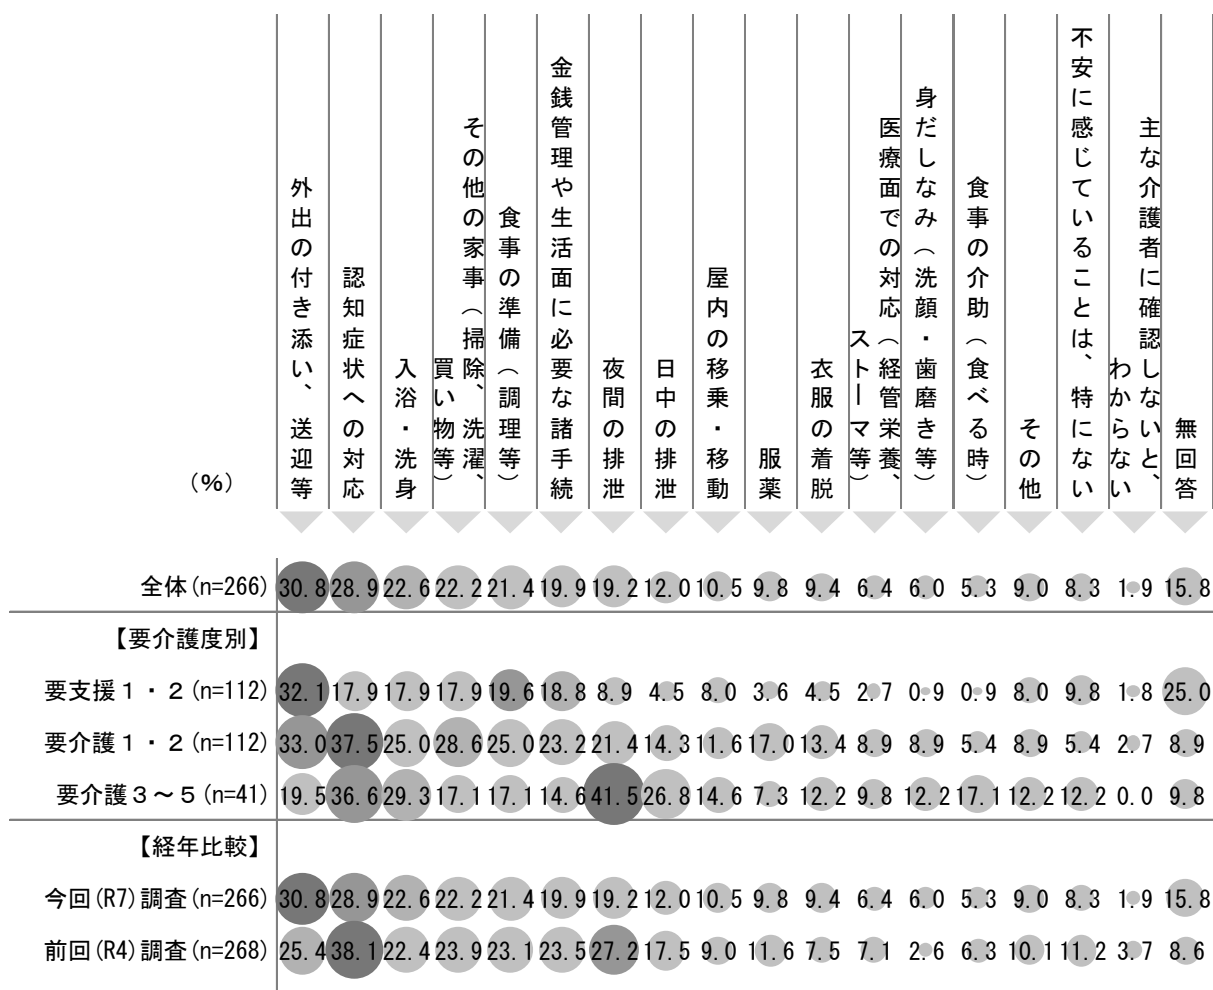 外出の付き添い、送迎等
認知症状への対応
入浴・洗身
その他の家事（掃除、洗濯、
買い物等）
食事の準備（調理等）
金銭管理や生活面に必要な諸手続
夜間の排泄
日中の排泄
屋内の移乗・移動
服薬
衣服の着脱
医療面での対応（経管栄養、
ストーマ等）
身だしなみ（洗顔・歯磨き等）
食事の介助（食べる時）
その他
不安に感じていることは、特にない
主な介護者に確認しないと、
わからない
無回答
（％）
全体(n=266) 30.8 28.9 22.6 22.2 21.4 19.9 19.2 12.0 10.5 9.8 9.4 6.4 6.0 5.3 9.0 8.3 1.9 15.8
【要介護度別】
要支援１・２(n=112) 32.1 17.9 17.9 17.9 19.6 18.8 8.9 4.5 8.0 3.6 4.5 2.7 0.9 0.9 8.0 9.8 1.8 25.0
要介護１・２(n=112) 33.0 37.5 25.0 28.6 25.0 23.2 21.4 14.3 11.6 17.0 13.4 8.9 8.9 5.4 8.9 5.4 2.7 8.9
要介護３～５(n=41) 19.5 36.6 29.3 17.1 17.1 14.6 41.5 26.8 14.6 7.3 12.2 9.8 12.2 17.1 12.2 12.2 0.0 9.8
【経年比較】
今回(R7)調査(n=266) 30.8 28.9 22.6 22.2 21.4 19.9 19.2 12.0 10.5 9.8 9.4 6.4 6.0 5.3 9.0 8.3 1.9 15.8
前回(R4)調査(n=268) 25.4 38.1 22.4 23.9 23.1 23.5 27.2 17.5 9.0 11.6 7.5 7.1 2.6 6.3 10.1 11.2 3.7 8.6